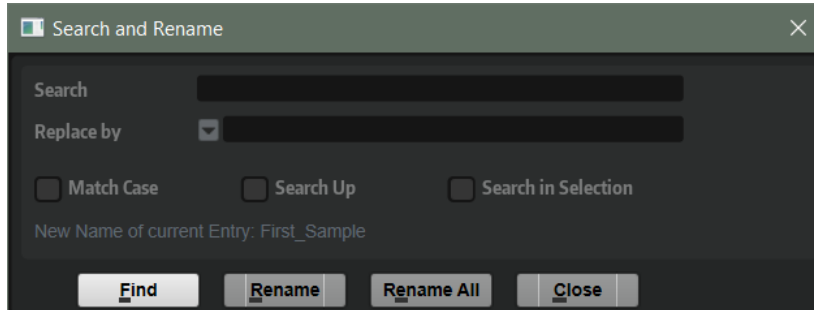 Search and Rename
Search
Replace by
Match Case Search Up Search in Selection
New Name of current Entry: First_Sample
Find Rename Rename All Close